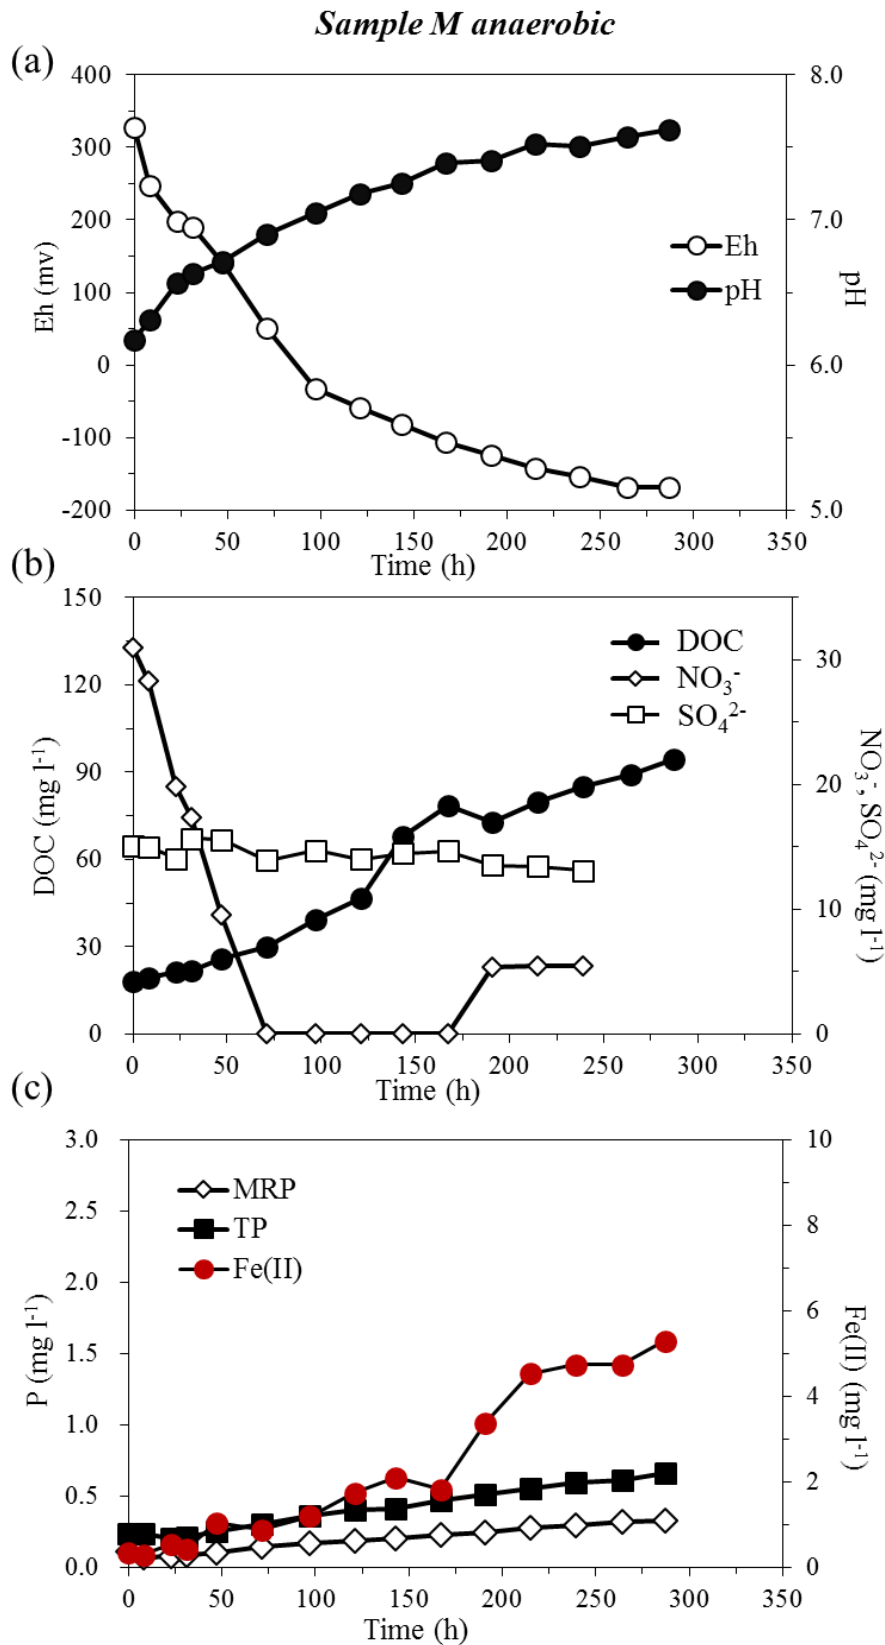 Sample M anaerobic
(a)
400 8.0
300
200 7.0
Eh
pH
100
0 6.0
-100
-200 5.0
Eh (mv)
pH
0 50 100 150 200 250 300 350
Time (h)
(b)
150
DOC
NO₃⁻
SO₄²⁻
120 30
90 20
60
30 10
0 0
DOC (mg l⁻¹)
NO₃⁻, SO₄²⁻ (mg l⁻¹)
0 50 100 150 200 250 300 350
Time (h)
(c)
3.0 10
MRP
TP
Fe(II)
2.5 8
2.0 6
1.5
1.0 4
0.5 2
0.0 0
P (mg l⁻¹)
Fe(II) (mg l⁻¹)
0 50 100 150 200 250 300 350
Time (h)